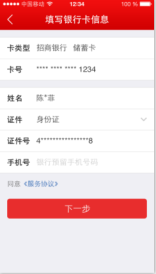 中国移动 12:34 100%
填写银行卡信息
卡类型 招商银行 储蓄卡
卡号 **** **** **** 1234
姓名 陈*菲
证件 身份证
证件号 4****************8
手机号 银行预留手机号码
同意 《服务协议》
下一步